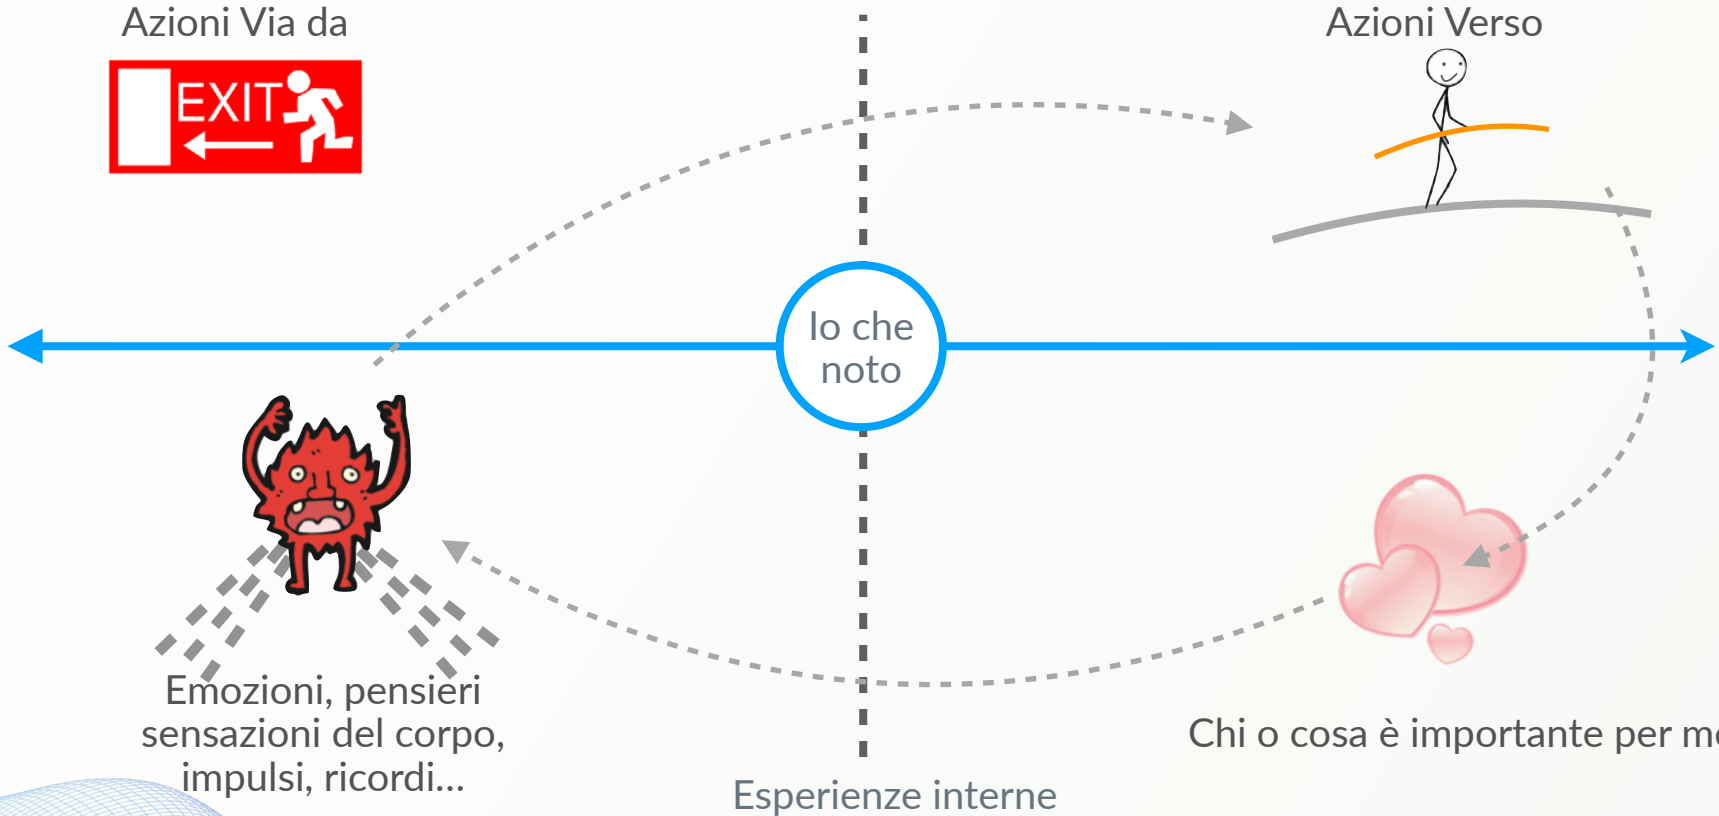 Azioni Via da
Azioni Verso
EXIT
Io che
noto
Emozioni, pensieri
sensazioni del corpo,
impulsi, ricordi...
Chi o cosa è importante per
Esperienze interne